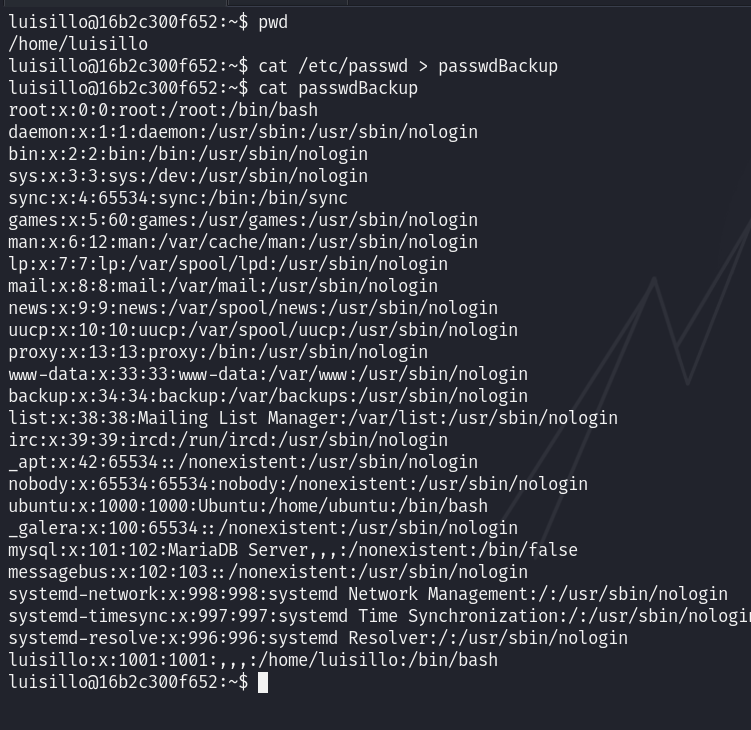 luisillo@16b2c300f652:~$ pwd
/home/luisillo
luisillo@16b2c300f652:~$ cat /etc/passwd > passwdBackup
luisillo@16b2c300f652:~$ cat passwdBackup
root:x:0:0:root:/root:/bin/bash
daemon:x:1:1:daemon:/usr/sbin:/usr/sbin/nologin
bin:x:2:2:bin:/bin:/usr/sbin/nologin
sys:x:3:3:sys:/dev:/usr/sbin/nologin
sync:x:4:65534:sync:/bin:/bin/sync
games:x:5:60:games:/usr/games:/usr/sbin/nologin
man:x:6:12:man:/var/cache/man:/usr/sbin/nologin
lp:x:7:7:lp:/var/spool/lpd:/usr/sbin/nologin
mail:x:8:8:mail:/var/mail:/usr/sbin/nologin
news:x:9:9:news:/var/spool/news:/usr/sbin/nologin
uucp:x:10:10:uucp:/var/spool/uucp:/usr/sbin/nologin
proxy:x:13:13:proxy:/bin:/usr/sbin/nologin
www-data:x:33:33:www-data:/var/www:/usr/sbin/nologin
backup:x:34:34:backup:/var/backups:/usr/sbin/nologin
list:x:38:38:Mailing List Manager:/var/list:/usr/sbin/nologin
irc:x:39:39:ircd:/run/ircd:/usr/sbin/nologin
_apt:x:42:65534::/nonexistent:/usr/sbin/nologin
nobody:x:65534:65534:nobody:/nonexistent:/usr/sbin/nologin
ubuntu:x:1000:1000:Ubuntu:/home/ubuntu:/bin/bash
_galera:x:100:65534::/nonexistent:/usr/sbin/nologin
mysql:x:101:102:MariaDB Server,,,:/nonexistent:/bin/false
messagebus:x:102:103::/nonexistent:/usr/sbin/nologin
systemd-network:x:998:998:systemd Network Management:/:/usr/sbin/nologin
systemd-timesync:x:997:997:systemd Time Synchronization:/:/usr/sbin/nologin
systemd-resolve:x:996:996:systemd Resolver:/:/usr/sbin/nologin
luisillo:x:1001:1001:,,,:/home/luisillo:/bin/bash
luisillo@16b2c300f652:~$